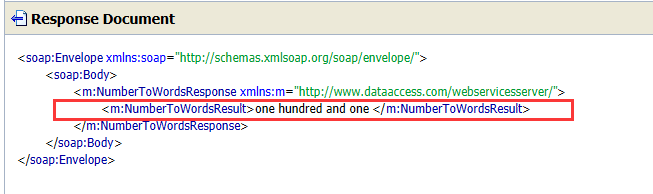 Response Document
<soap:Envelope xmlns:soap="http://schemas.xmlsoap.org/soap/envelope/">
<soap:Body>
<m:NumberToWordsResponse xmlns:m="http://www.dataaccess.com/webservicesserver/">
<m:NumberToWordsResult>one hundred and one </m:NumberToWordsResult>
</m:NumberToWordsResponse>
</soap:Body>
</soap:Envelope>